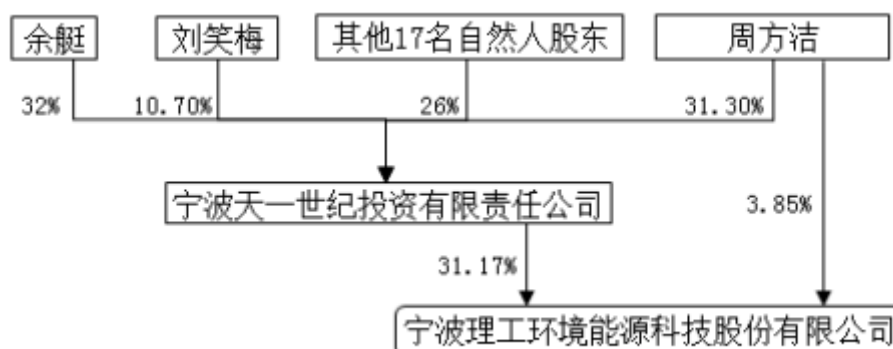 余艇 刘笑梅 其他17名自然人股东 周方洁
32% 10.70% 26% 31.30%
宁波天一世纪投资有限责任公司 3.85%
31.17%
宁波理工环境能源科技股份有限公司